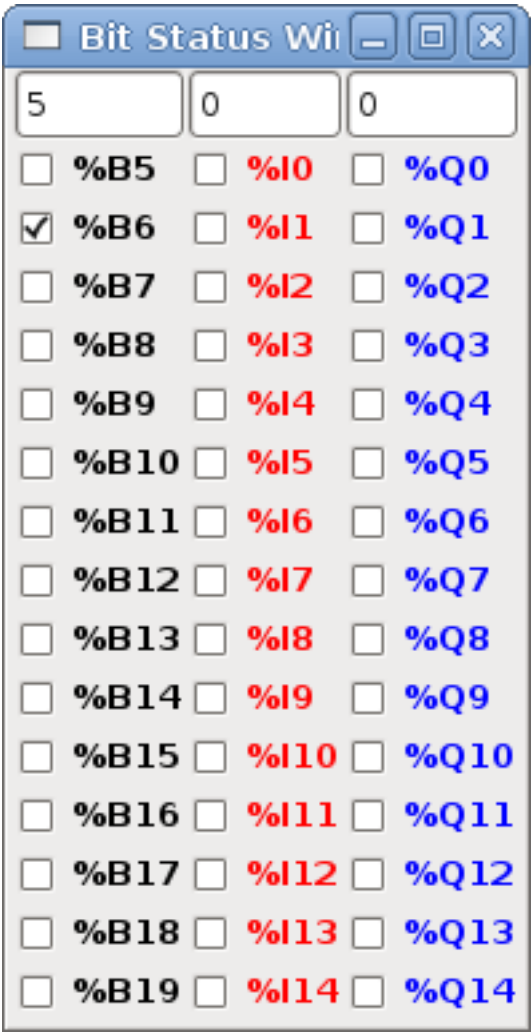 Bit Status Wi
5 0 0
%B5 %I0 %Q0
%B6 %I1 %Q1
%B7 %I2 %Q2
%B8 %I3 %Q3
%B9 %I4 %Q4
%B10 %I5 %Q5
%B11 %I6 %Q6
%B12 %I7 %Q7
%B13 %I8 %Q8
%B14 %I9 %Q9
%B15 %I10 %Q10
%B16 %I11 %Q11
%B17 %I12 %Q12
%B18 %I13 %Q13
%B19 %I14 %Q14